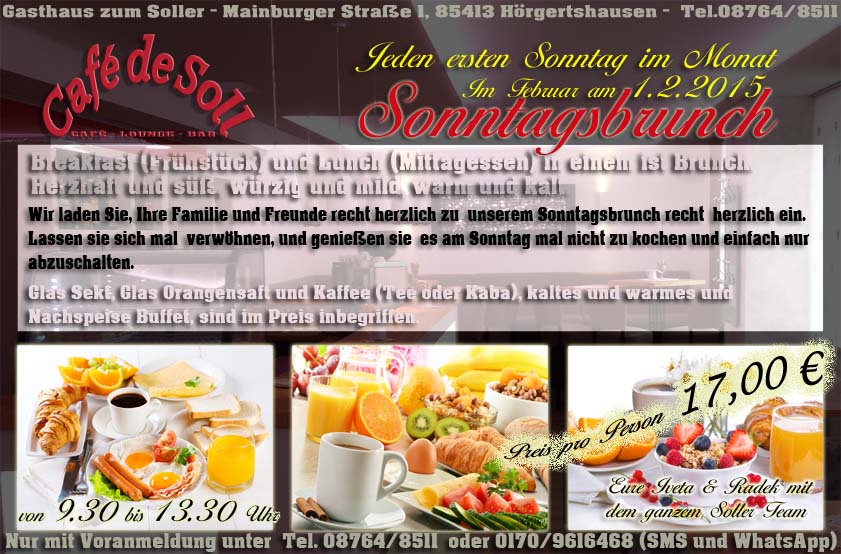 Gasthaus zum Soller - Mainburger Straße 1, 85413 Hörgertshausen - Tel.08764/8511
Café de Soll
CAFÉ - LOUNGE - BAR
Jeden ersten Sonntag im Monat
Im Februar am 1.2.2015
Sonntagsbrunch
Breakfast (Frühstück) und Lunch (Mittagessen) in einem ist Brunch.
Herzhaft und süß, würzig und mild, warm und kalt.
Wir laden Sie, Ihre Familie und Freunde recht herzlich zu unserem Sonntagsbrunch recht herzlich ein.
Lassen sie sich mal verwöhnen, und genießen sie es am Sonntag mal nicht zu kochen und einfach nur
abzuschalten.
Glas Sekt, Glas Orangensaft und Kaffee (Tee oder Kaba), kaltes und warmes und
Nachspeise Buffet, sind im Preis inbegriffen.
Preis pro Person 17,00 €
von 9.30 bis 13.30 Uhr
Eure Iveta & Radek mit
dem ganzem Soller Team
Nur mit Voranmeldung unter Tel. 08764/8511 oder 0170/9616468 (SMS und WhatsApp)